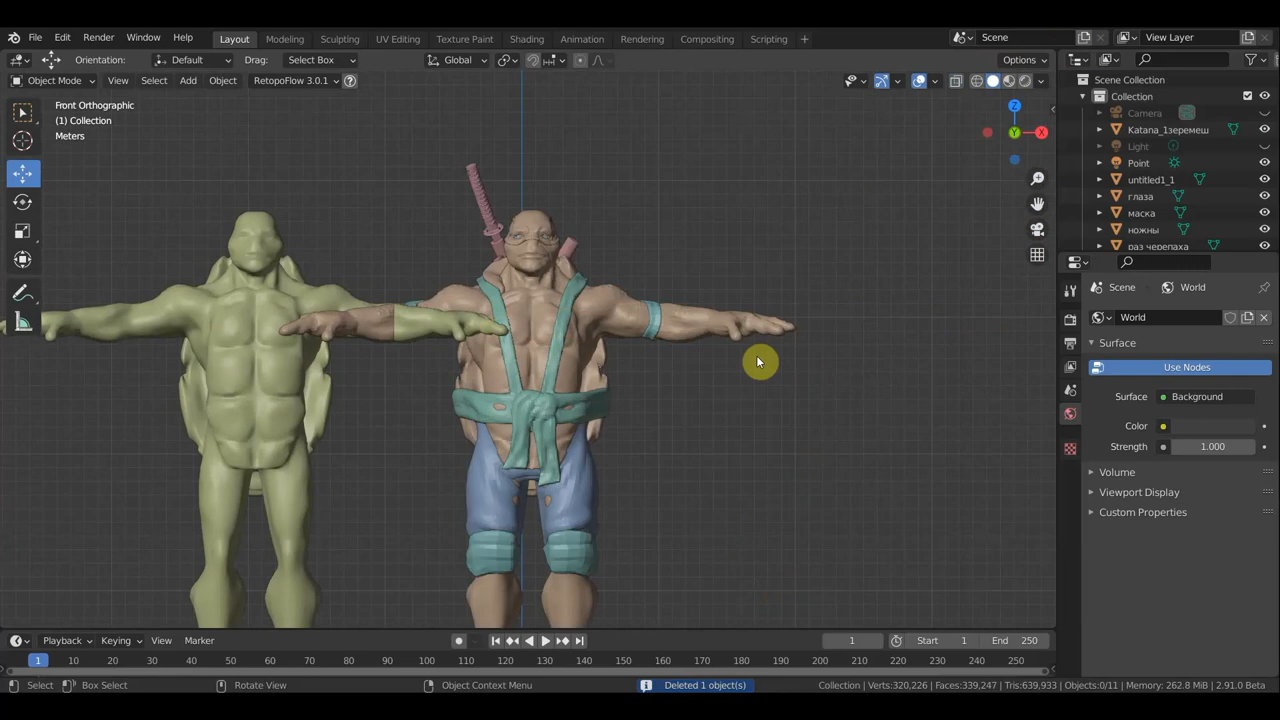 File Edit Render Window Help Layout Modeling Sculpting UV Editing Texture Paint Shading Animation Rendering Compositing Scripting + Scene View Layer
Orientation: Default Drag: Select Box Global Options
Object Mode View Select Add Object RetopoFlow 3.0.1
Front Orthographic
(1) Collection
Meters
Z
Y
X
Scene Collection
Collection
Camera
Katana_1зеремеш
Light
Point
untitled1_1
глаза
маска
ножны
раз черепаха
Scene World
World
Surface
Use Nodes
Surface Background
Color
Strength 1.000
Volume
Viewport Display
Custom Properties
Playback Keying View Marker 1 Start 1 End 250
1 10 20 30 40 50 60 70 80 90 100 110 120 130 140 150 160 170 180 190 200 210 220 230 240 250
Select Box Select Rotate View Object Context Menu Deleted 1 object(s) Collection | Verts:320,226 | Faces:339,247 | Tris:639,933 | Objects:0/11 | Memory: 262.8 MiB | 2.91.0 Beta